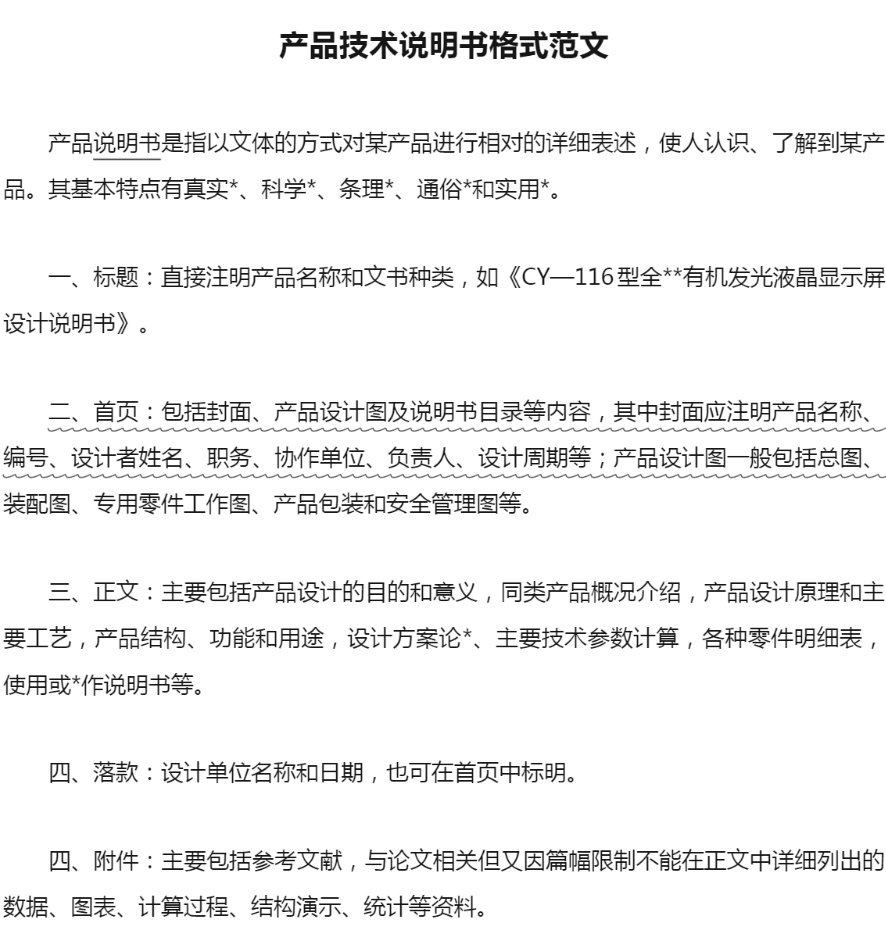 产品技术说明书格式范文
产品说明书是指以文体的方式对某产品进行相对的详细表述，使人认识、了解到某产
品。其基本特点有真实*、科学*、条理*、通俗*和实用*。
一、标题：直接注明产品名称和文书种类，如《CY—116型全**有机发光液晶显示屏
设计说明书》。
二、首页：包括封面、产品设计图及说明书目录等内容，其中封面应注明产品名称、
编号、设计者姓名、职务、协作单位、负责人、设计周期等；产品设计图一般包括总图、
装配图、专用零件工作图、产品包装和安全管理图等。
三、正文：主要包括产品设计的目的和意义，同类产品概况介绍，产品设计原理和主
要工艺，产品结构、功能和用途，设计方案论*、主要技术参数计算，各种零件明细表，
使用或*作说明书等。
四、落款：设计单位名称和日期，也可在首页中标明。
四、附件：主要包括参考文献，与论文相关但又因篇幅限制不能在正文中详细列出的
数据、图表、计算过程、结构演示、统计等资料。